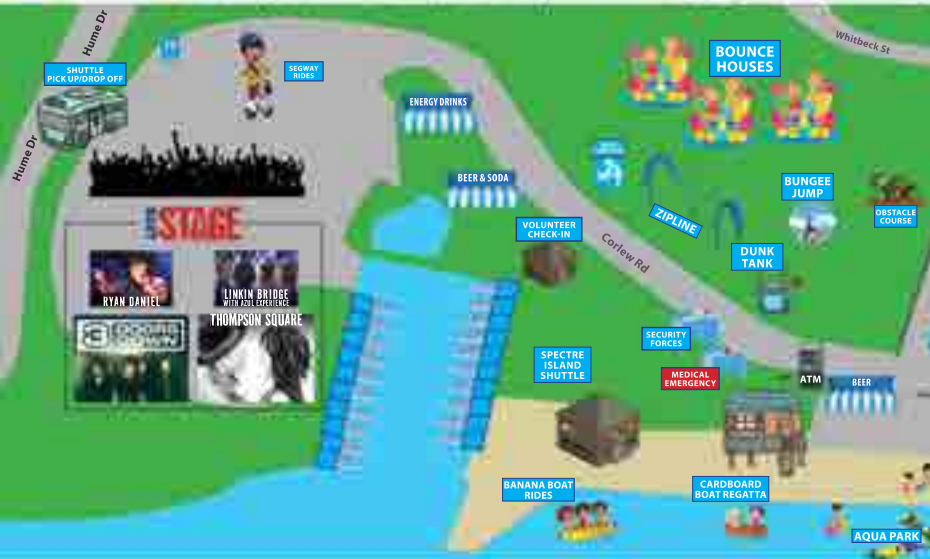 Hume Dr
Whitbeck St
SHUTTLE
PICK UP/DROP OFF
SEGWAY
RIDES
BOUNCE
HOUSES
ENERGY DRINKS
Hume Dr
BEER & SODA
BUNGEE
JUMP
ZIPLINE
OBSTACLE
COURSE
STAGE
VOLUNTEER
CHECK-IN
Corlew Rd
DUNK
TANK
RYAN DANIEL
LINKIN BRIDGE
WITH AZUL EXPERIENCE
3 DOORS
DOWN
THOMPSON SQUARE
SECURITY
FORCES
SPECTRE
ISLAND
SHUTTLE
MEDICAL
EMERGENCY
ATM
BEER
BANANA BOAT
RIDES
CARDBOARD
BOAT REGATTA
AQUA PARK